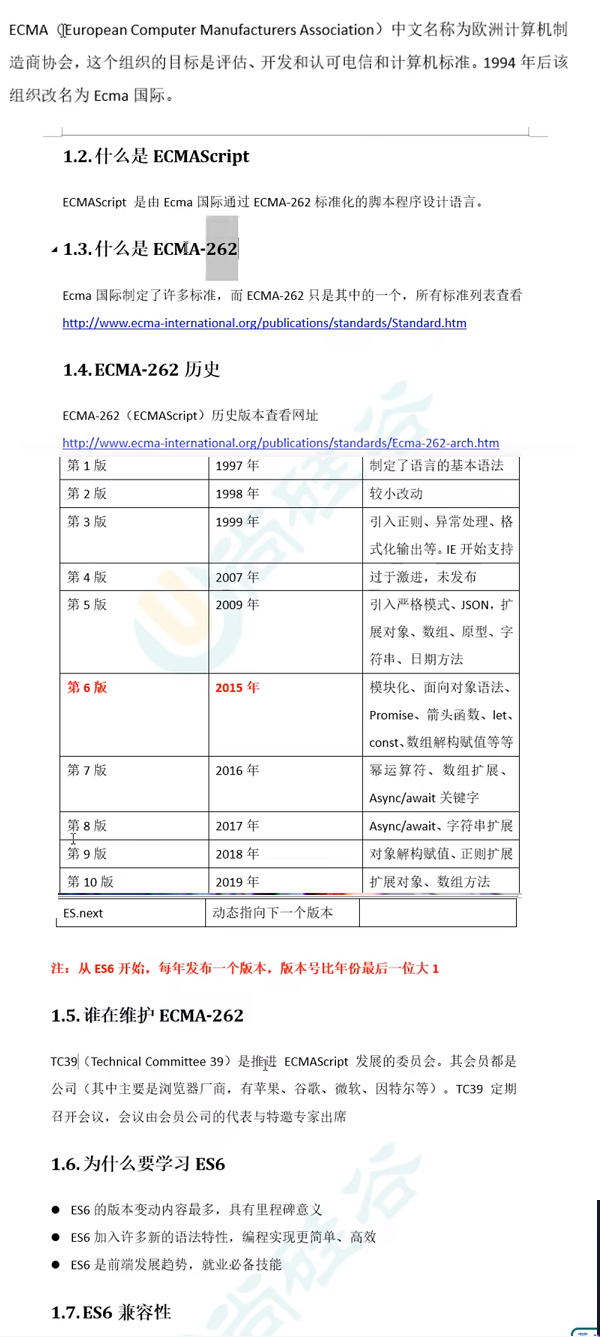 ECMA（European Computer Manufacturers Association）中文名称为欧洲计算机制
造商协会，这个组织的目标是评估、开发和认可电信和计算机标准。1994 年后该
组织改名为 Ecma 国际。
1.2.什么是 ECMAScript
ECMAScript 是由 Ecma 国际通过 ECMA-262 标准化的脚本程序设计语言。
1.3.什么是 ECMA-262
Ecma 国际制定了许多标准，而 ECMA-262 只是其中的一个，所有标准列表查看
http://www.ecma-international.org/publications/standards/Standard.htm
1.4.ECMA-262 历史
ECMA-262（ECMAScript）历史版本查看网址
http://www.ecma-international.org/publications/standards/Ecma-262-arch.htm
第 1 版 1997 年 制定了语言的基本语法
第 2 版 1998 年 较小改动
第 3 版 1999 年 引入正则、异常处理、格
式化输出等。IE 开始支持
第 4 版 2007 年 过于激进，未发布
第 5 版 2009 年 引入严格模式、JSON，扩
展对象、数组、原型、字
符串、日期方法
第 6 版 2015 年 模块化、面向对象语法、
Promise、箭头函数、let、
const、数组解构赋值等等
第 7 版 2016 年 幂运算符、数组扩展、
Async/await 关键字
第 8 版 2017 年 Async/await、字符串扩展
第 9 版 2018 年 对象解构赋值、正则扩展
第 10 版 2019 年 扩展对象、数组方法
ES.next 动态指向下一个版本
注：从 ES6 开始，每年发布一个版本，版本号比年份最后一位大 1
1.5.谁在维护 ECMA-262
TC39（Technical Committee 39）是推进 ECMAScript 发展的委员会。其会员都是
公司（其中主要是浏览器厂商，有苹果、谷歌、微软、因特尔等）。TC39 定期
召开会议，会议由会员公司的代表与特邀专家出席
1.6.为什么要学习 ES6
● ES6 的版本变动内容最多，具有里程碑意义
● ES6 加入许多新的语法特性，编程实现更简单、高效
● ES6 是前端发展趋势，就业必备技能
1.7.ES6 兼容性
尚硅谷
尚硅谷